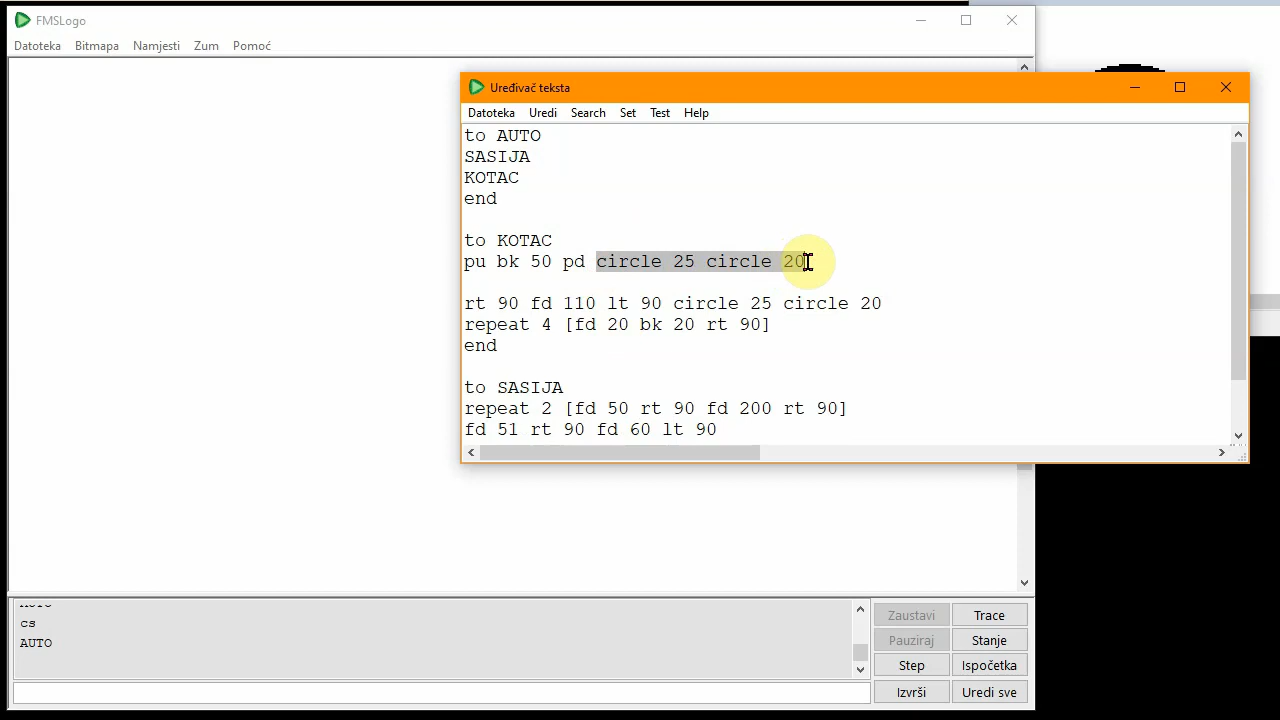 FMSLogo
Datoteka Bitmapa Namjesti Zum Pomoć
Uređivač teksta
Datoteka Uredi Search Set Test Help
to AUTO
SASIJA
KOTAC
end
to KOTAC
pu bk 50 pd circle 25 circle 20
rt 90 fd 110 lt 90 circle 25 circle 20
repeat 4 [fd 20 bk 20 rt 90]
end
to SASIJA
repeat 2 [fd 50 rt 90 fd 200 rt 90]
fd 51 rt 90 fd 60 lt 90
cs
AUTO
Zaustavi Trace
Pauziraj Stanje
Step Ispočetka
Izvrši Uredi sve